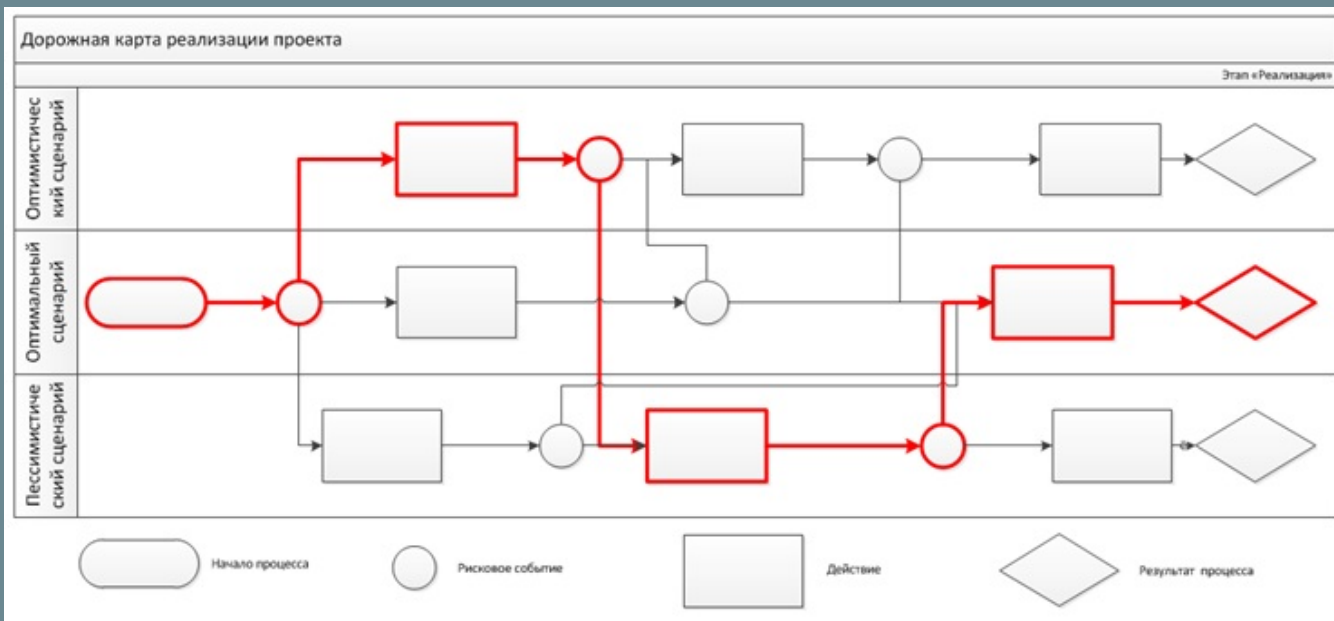 Дорожная карта реализации проекта
Этап «Реализация»
Оптимистичес
кий сценарий
Оптимальный
сценарий
Пессимистиче
ский сценарий
Начало процесса
Рисковое событие
Действие
Результат процесса